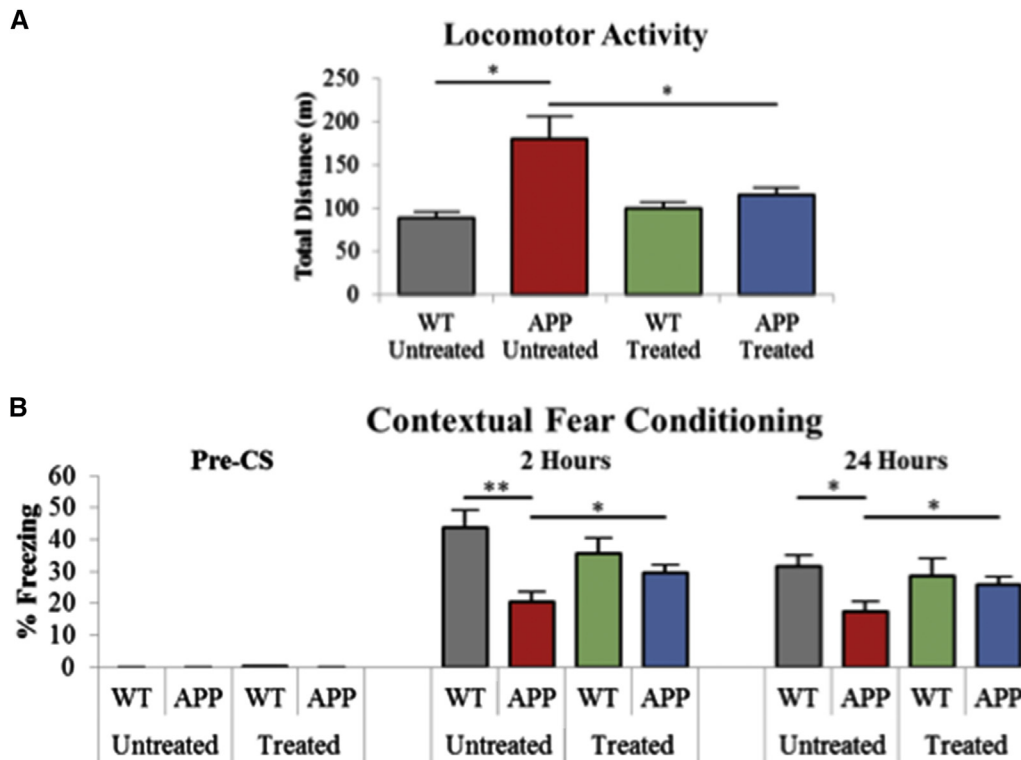 A
Locomotor Activity
*
*
Total Distance (m)
250
200
150
100
50
0
WT
Untreated
APP
Untreated
WT
Treated
APP
Treated
B
Contextual Fear Conditioning
Pre-CS
2 Hours
24 Hours
% Freezing
60
50
40
30
20
10
0
**
*
*
*
WT APP WT APP WT APP WT APP WT APP WT APP
Untreated Treated Untreated Treated Untreated Treated